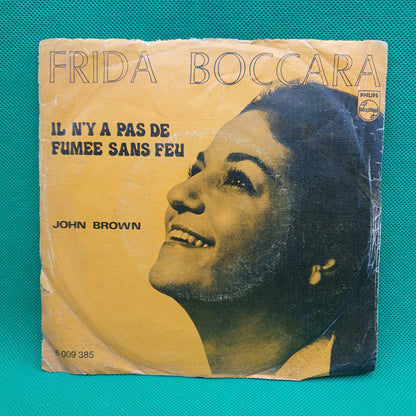 FRIDA BOCCARA
PHILIPS
IL N'Y A PAS DE
FUMEE SANS FEU
JOHN BROWN
6 009 385